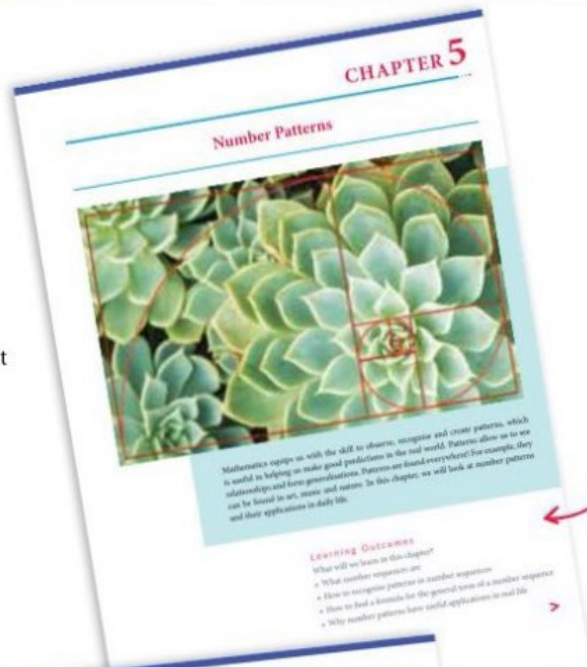 CHAPTER 5
Number Patterns
t
Mathematics equips us with the skill to observe, recognise and create patterns, which
is useful in helping us make good predictions in the real world. Patterns allow us to see
relationships and form generalisations. Patterns are found everywhere! For example, they
can be found in art, music and nature. In this chapter, we will look at number patterns
and their applications in daily life.
Learning Outcomes
What will we learn in this chapter?
• What number sequences are
• How to recognise patterns in number sequences
• How to find a formula for the general term of a number sequence
• Why number patterns have useful applications in real life